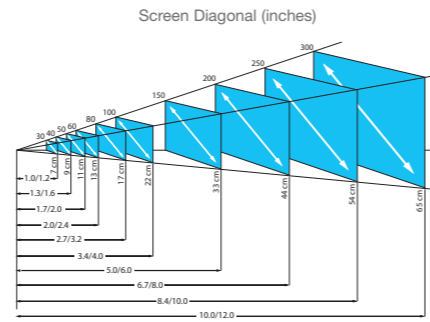 Screen Diagonal (inches)
300
250
200
150
100
80
60
50
40
30
7 cm
9 cm
11 cm
13 cm
17 cm
22 cm
33 cm
44 cm
54 cm
65 cm
1.0/1.2
1.3/1.6
1.7/2.0
2.0/2.4
2.7/3.2
3.4/4.0
5.0/6.0
6.7/8.0
8.4/10.0
10.0/12.0